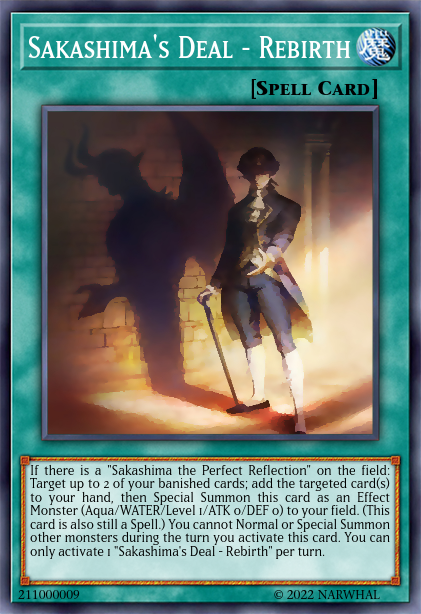 Sakashima's Deal - Rebirth
魔
[Spell Card]
If there is a "Sakashima the Perfect Reflection" on the field:
Target up to 2 of your banished cards; add the targeted card(s)
to your hand, then Special Summon this card as an Effect
Monster (Aqua/WATER/Level 1/ATK 0/DEF 0) to your field. (This
card is also still a Spell.) You cannot Normal or Special Summon
other monsters during the turn you activate this card. You can
only activate 1 "Sakashima's Deal - Rebirth" per turn.
211000009
© 2022 NARWHAL